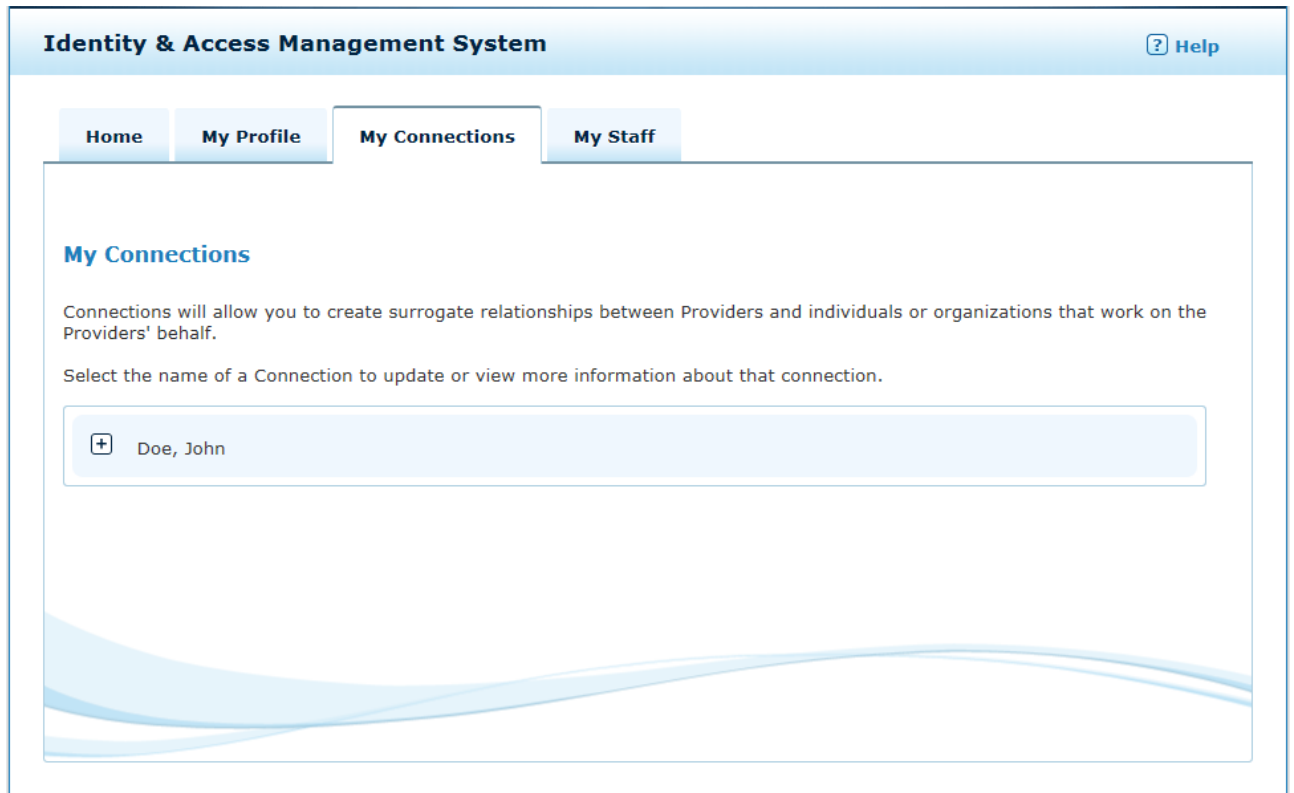 Identity & Access Management System
? Help
Home My Profile My Connections My Staff
My Connections
Connections will allow you to create surrogate relationships between Providers and individuals or organizations that work on the
Providers' behalf.
Select the name of a Connection to update or view more information about that connection.
+ Doe, John